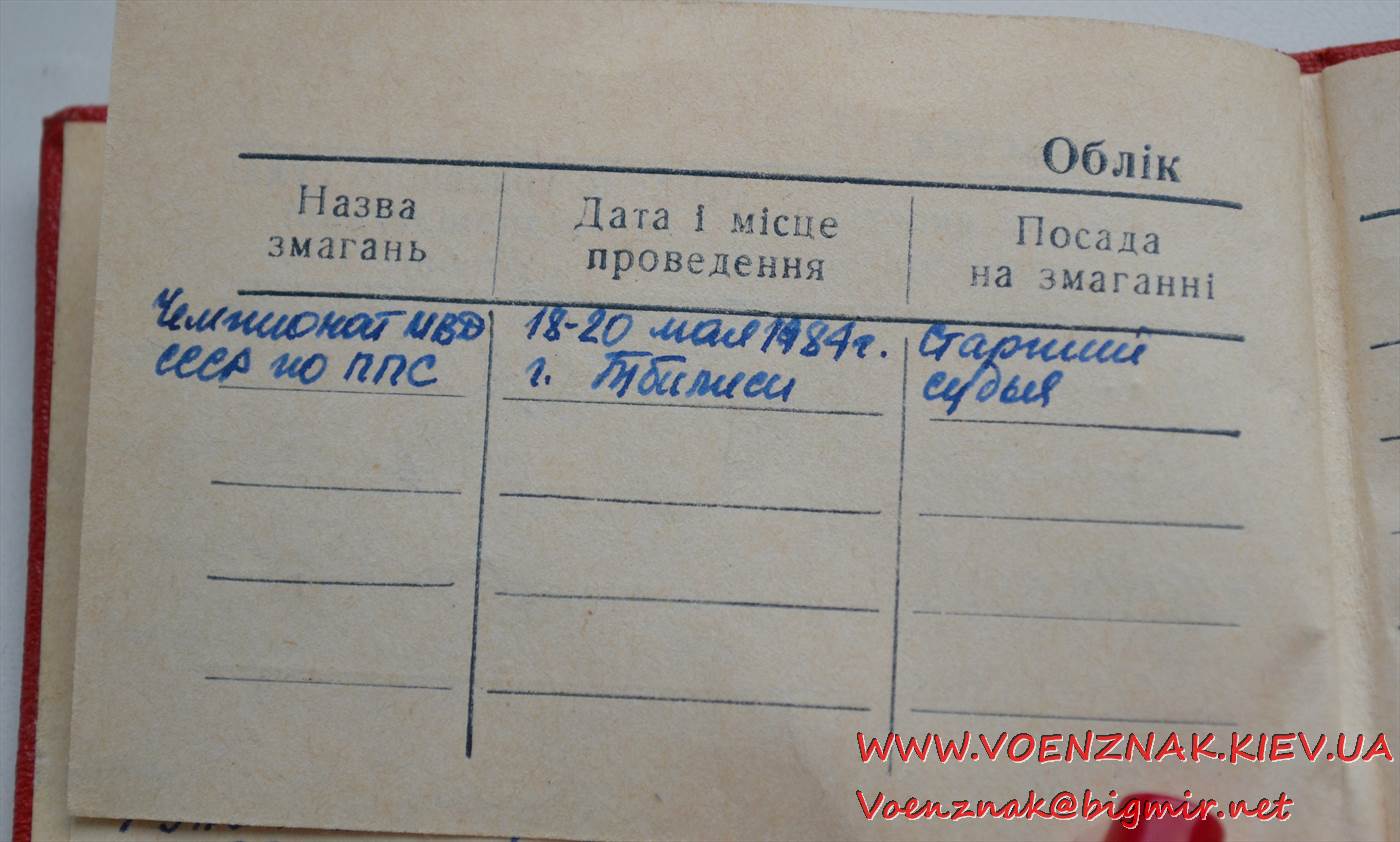 Облік
Назва
змагань
Дата і місце
проведення
Посада
на змаганні
Чемпионат МВД
СССР по ППС
18-20 мая 1984г.
г. Тбилиси
Старший
судья
WWW.VOENZNAK.KIEV.UA
Voenznak@bigmir.net